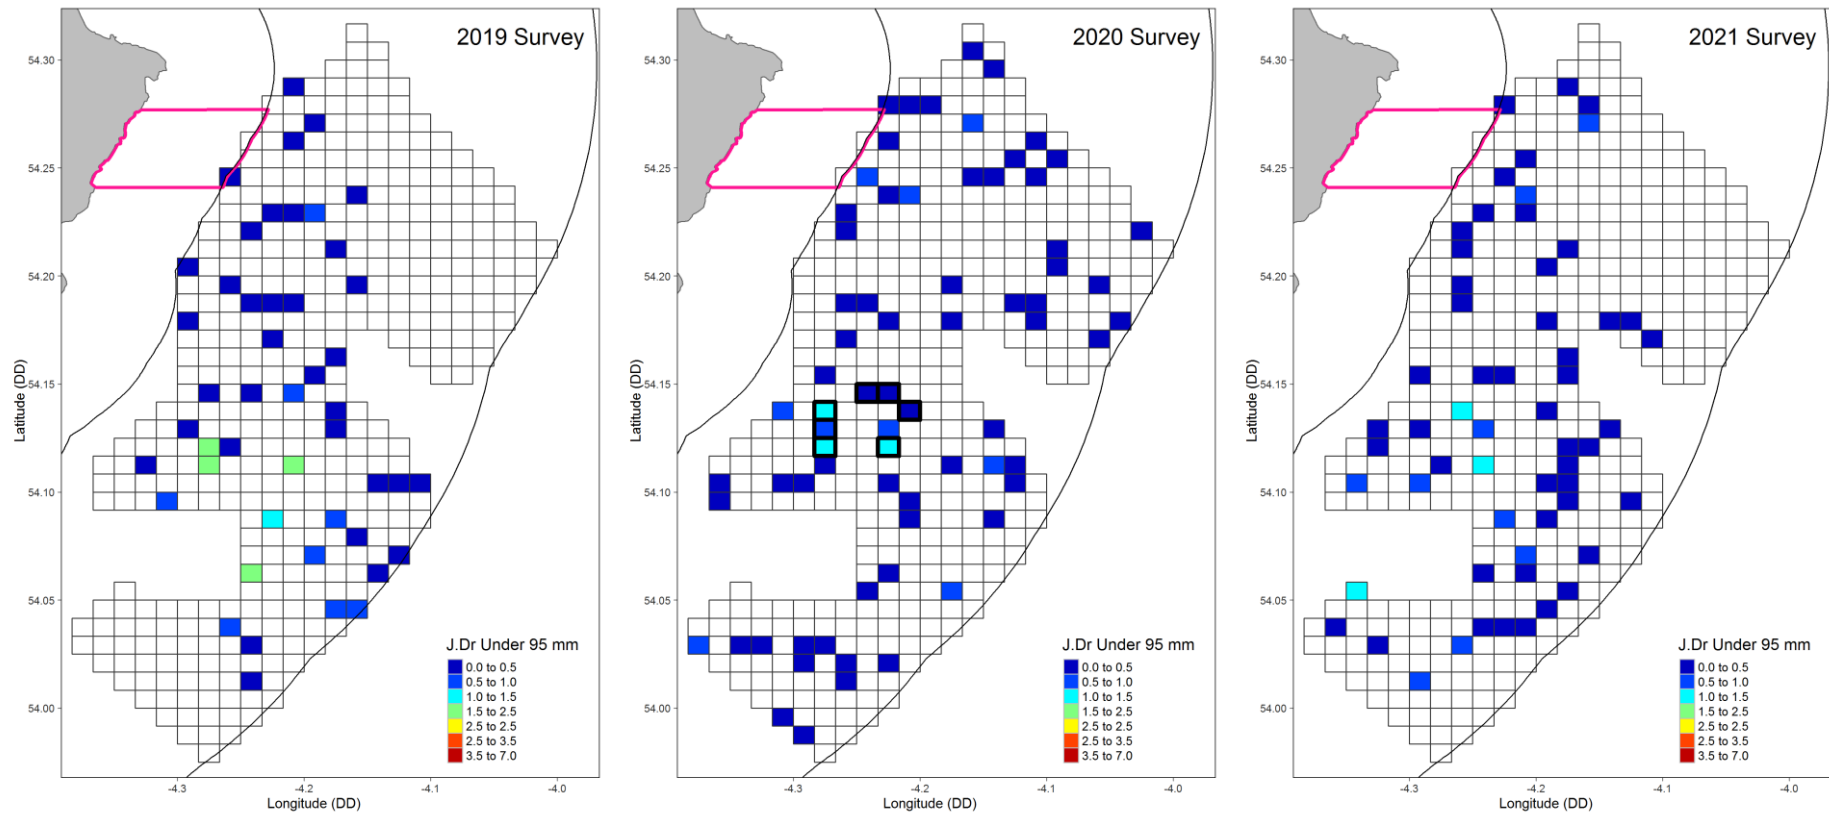 2019 Survey
54.30
54.25
54.20
54.15
54.10
54.05
54.00
Latitude (DD)
J.Dr Under 95 mm
0.0 to 0.5
0.5 to 1.0
1.0 to 1.5
1.5 to 2.5
2.5 to 2.5
2.5 to 3.5
3.5 to 7.0
-4.3
-4.2
-4.1
-4.0
Longitude (DD)
2020 Survey
54.30
54.25
54.20
54.15
54.10
54.05
54.00
Latitude (DD)
J.Dr Under 95 mm
0.0 to 0.5
0.5 to 1.0
1.0 to 1.5
1.5 to 2.5
2.5 to 2.5
2.5 to 3.5
3.5 to 7.0
-4.3
-4.2
-4.1
-4.0
Longitude (DD)
2021 Survey
54.30
54.25
54.20
54.15
54.10
54.05
54.00
Latitude (DD)
J.Dr Under 95 mm
0.0 to 0.5
0.5 to 1.0
1.0 to 1.5
1.5 to 2.5
2.5 to 2.5
2.5 to 3.5
3.5 to 7.0
-4.3
-4.2
-4.1
-4.0
Longitude (DD)